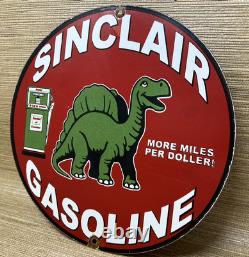 SINCLAIR
MORE MILES
PER DOLLER!
GASOLINE